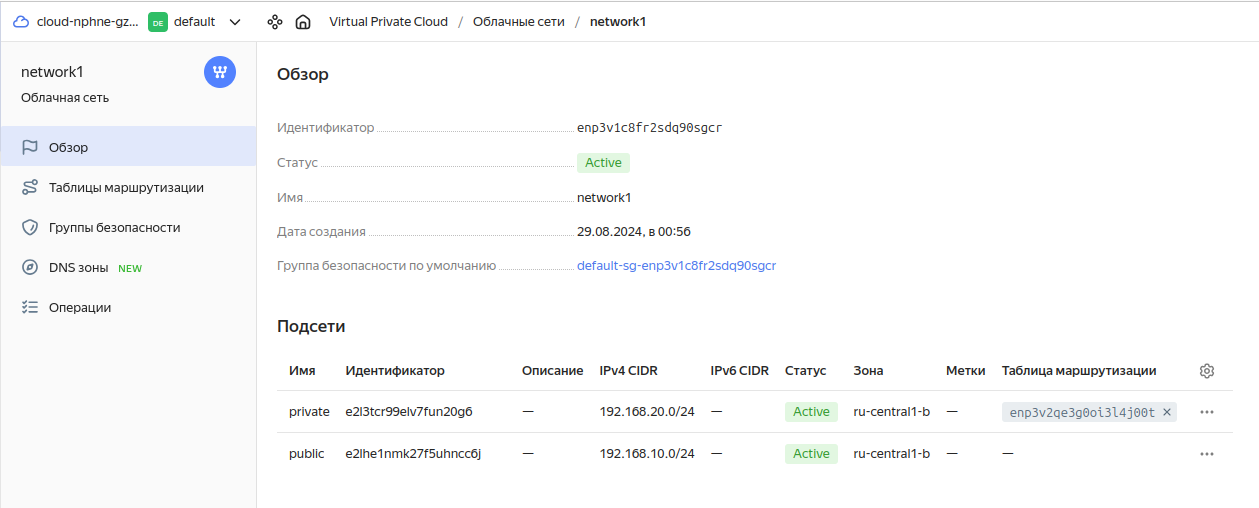 cloud-nphne-gz... DE default Virtual Private Cloud / Облачные сети / network1
network1
Облачная сеть
Обзор
Таблицы маршрутизации
Группы безопасности
DNS зоны NEW
Операции
Обзор
Идентификатор enp3v1c8fr2sdq90sgcr
Статус Active
Имя network1
Дата создания 29.08.2024, в 00:56
Группа безопасности по умолчанию default-sg-enp3v1c8fr2sdq90sgcr
Подсети
Имя Идентификатор Описание IPv4 CIDR IPv6 CIDR Статус Зона Метки Таблица маршрутизации
private e2l3tcr99elv7fun20g6 — 192.168.20.0/24 — Active ru-central1-b — enp3v2qe3g0oi3l4j00t ×
public e2lhe1nmk27f5uhncc6j — 192.168.10.0/24 — Active ru-central1-b — —